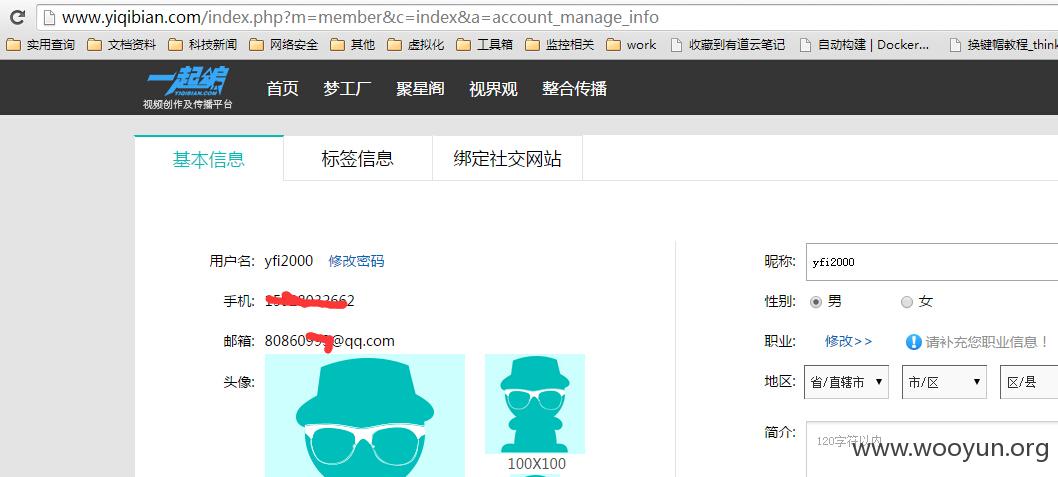 www.yiqibian.com/index.php?m=member&c=index&a=account_manage_info
实用查询 文档资料 科技新闻 网络安全 其他 虚拟化 工具箱 监控相关 work 收藏到有道云笔记 自动构建 | Docker... 换键帽教程_think
一起编
YIQIBIAN.COM
视频创作及传播平台
首页 梦工厂 聚星阁 视界观 整合传播
基本信息 标签信息 绑定社交网站
用户名: yfi2000 修改密码
昵称: yfi2000
手机:
性别: 男 女
邮箱: @qq.com
职业: 修改>> 请补充您职业信息！
头像:
地区: 省/直辖市 市/区 区/县
简介: 120字符以内
www.wooyun.org
100X100